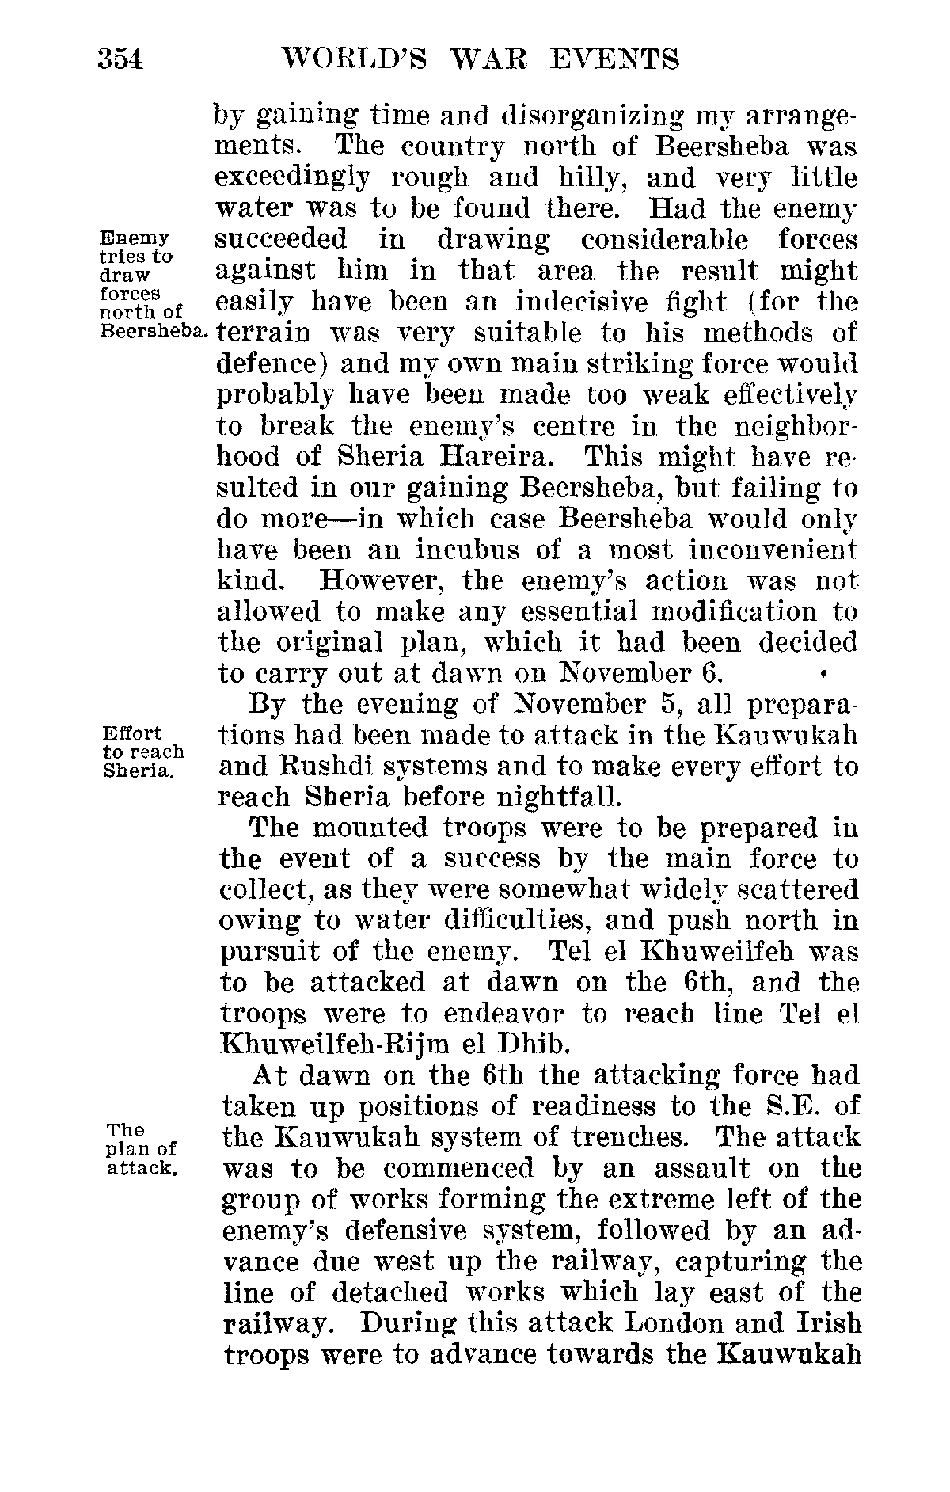 354 WORLD'S WAR EVENTS
by gaining time and disorganizing my arrange-
ments. The country north of Beersheba was
exceedingly rough and hilly, and very little
water was to be found there. Had the enemy
Enemy
tries to
draw
forces
north of
Beersheba.
succeeded in drawing considerable forces
against him in that area the result might
easily have been an indecisive fight (for the
terrain was very suitable to his methods of
defence) and my own main striking force would
probably have been made too weak effectively
to break the enemy's centre in the neighbor-
hood of Sheria Hareira. This might have re-
sulted in our gaining Beersheba, but failing to
do more—in which case Beersheba would only
have been an incubus of a most inconvenient
kind. However, the enemy's action was not
allowed to make any essential modification to
the original plan, which it had been decided
to carry out at dawn on November 6.
By the evening of November 5, all prepara-
Effort
to reach
Sheria.
tions had been made to attack in the Kauwukah
and Rushdi systems and to make every effort to
reach Sheria before nightfall.
The mounted troops were to be prepared in
the event of a success by the main force to
collect, as they were somewhat widely scattered
owing to water difficulties, and push north in
pursuit of the enemy. Tel el Khuweilfeh was
to be attacked at dawn on the 6th, and the
troops were to endeavor to reach line Tel el
Khuweilfeh-Rijm el Dhib.
At dawn on the 6th the attacking force had
taken up positions of readiness to the S.E. of
The
plan of
attack.
the Kauwukah system of trenches. The attack
was to be commenced by an assault on the
group of works forming the extreme left of the
enemy's defensive system, followed by an ad-
vance due west up the railway, capturing the
line of detached works which lay east of the
railway. During this attack London and Irish
troops were to advance towards the Kauwukah